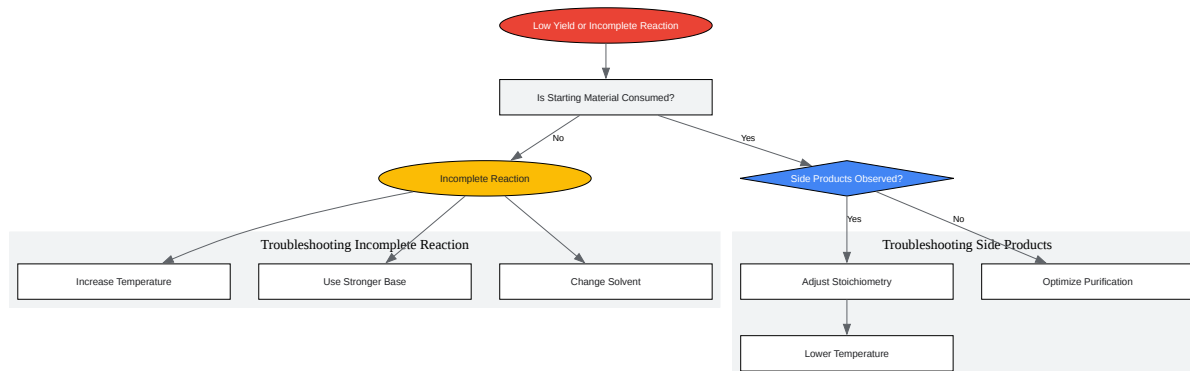 Low Yield or Incomplete Reaction
Is Starting Material Consumed?
No
Yes
Incomplete Reaction
Side Products Observed?
Yes
No
Troubleshooting Incomplete Reaction
Troubleshooting Side Products
Increase Temperature
Use Stronger Base
Change Solvent
Adjust Stoichiometry
Optimize Purification
Lower Temperature